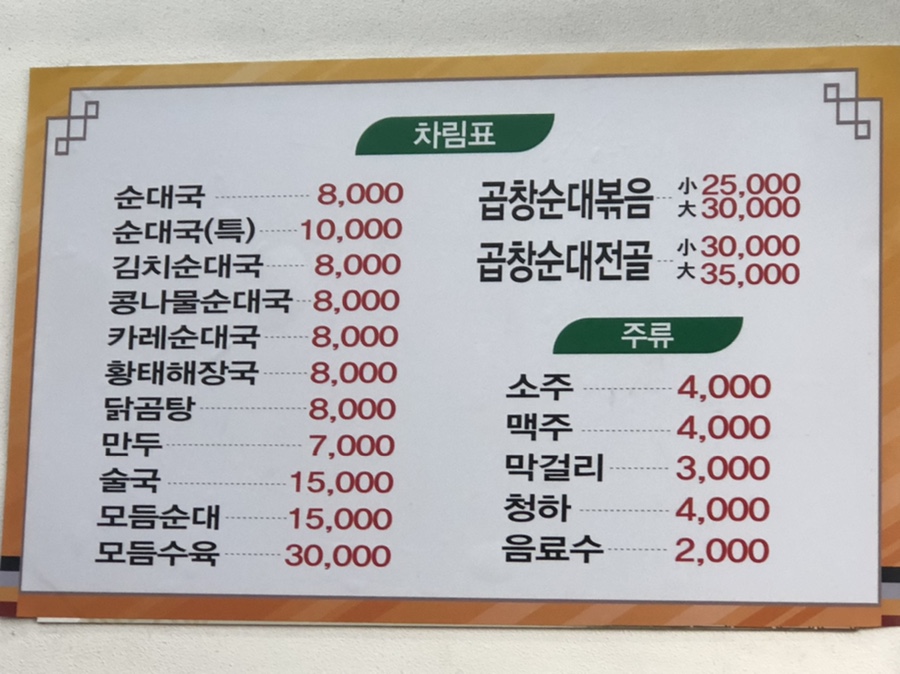 차림표
순대국 8,000
순대국(특) 10,000
김치순대국 8,000
콩나물순대국 8,000
카레순대국 8,000
황태해장국 8,000
닭곰탕 8,000
만두 7,000
술국 15,000
모듬순대 15,000
모듬수육 30,000
곱창순대볶음 小 25,000
大 30,000
곱창순대전골 小 30,000
大 35,000
주류
소주 4,000
맥주 4,000
막걸리 3,000
청하 4,000
음료수 2,000